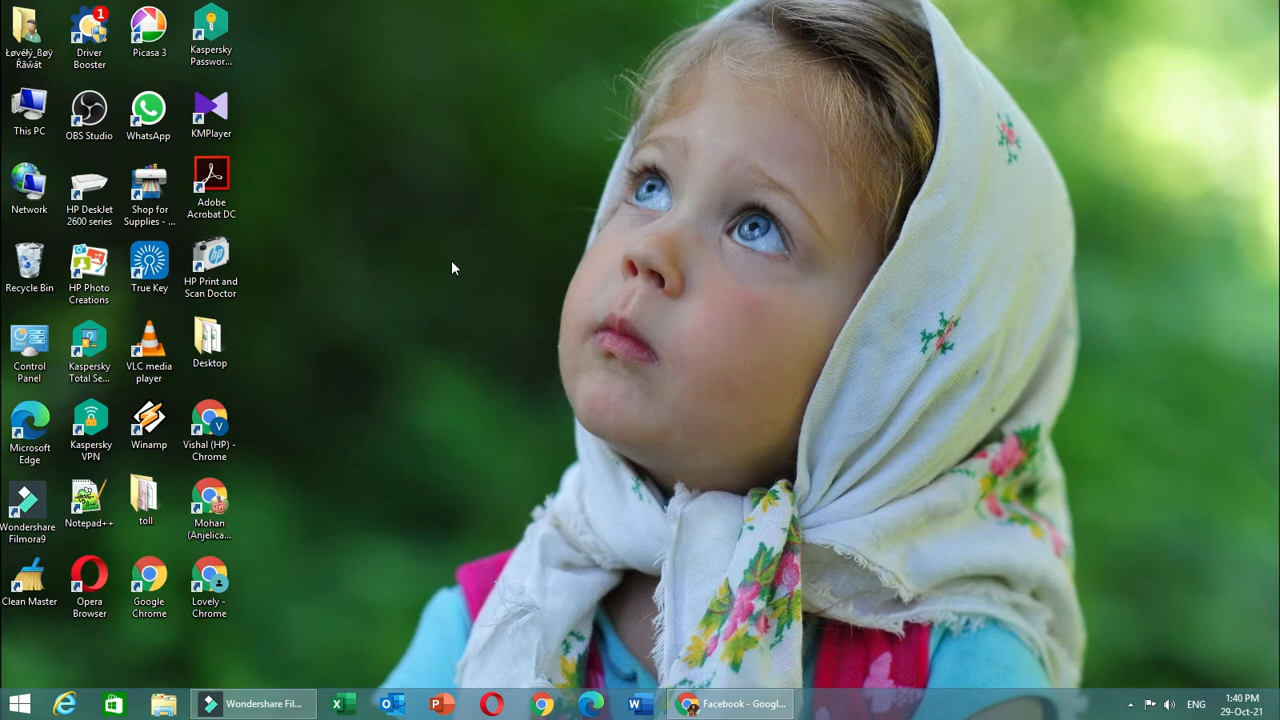 Łøvéłý_Bøÿ
Räwät
Driver
Booster
1
Picasa 3
Kaspersky
Passwor...
This PC
OBS Studio
WhatsApp
KMPlayer
Network
HP DeskJet
2600 series
Shop for
Supplies - ...
Adobe
Acrobat DC
Recycle Bin
HP Photo
Creations
True Key
HP Print and
Scan Doctor
Control
Panel
Kaspersky
Total Se...
VLC media
player
Desktop
Microsoft
Edge
Kaspersky
VPN
Winamp
Vishal (HP) -
Chrome
Wondershare
Filmora9
Notepad++
toll
Mohan
(Anjelica...
Clean Master
Opera
Browser
Google
Chrome
Lovely -
Chrome
Wondershare Fil...
Facebook - Googl...
ENG
1:40 PM
29-Oct-21